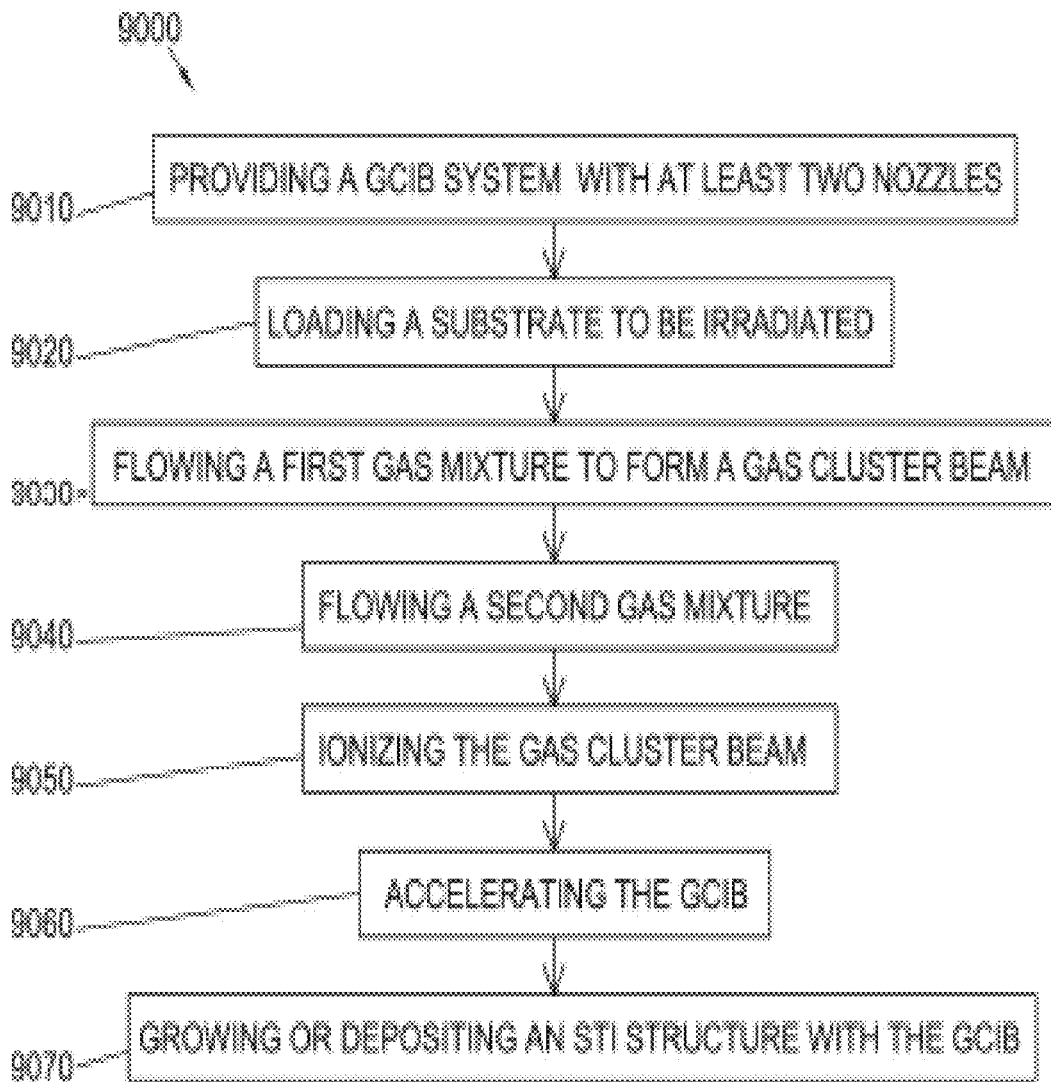 9000
9010 PROVIDING A GCIB SYSTEM WITH AT LEAST TWO NOZZLES
9020 LOADING A SUBSTRATE TO BE IRRADIATED
9030 FLOWING A FIRST GAS MIXTURE TO FORM A GAS CLUSTER BEAM
9040 FLOWING A SECOND GAS MIXTURE
9050 IONIZING THE GAS CLUSTER BEAM
9060 ACCELERATING THE GCIB
9070 GROWING OR DEPOSITING AN STI STRUCTURE WITH THE GCIB